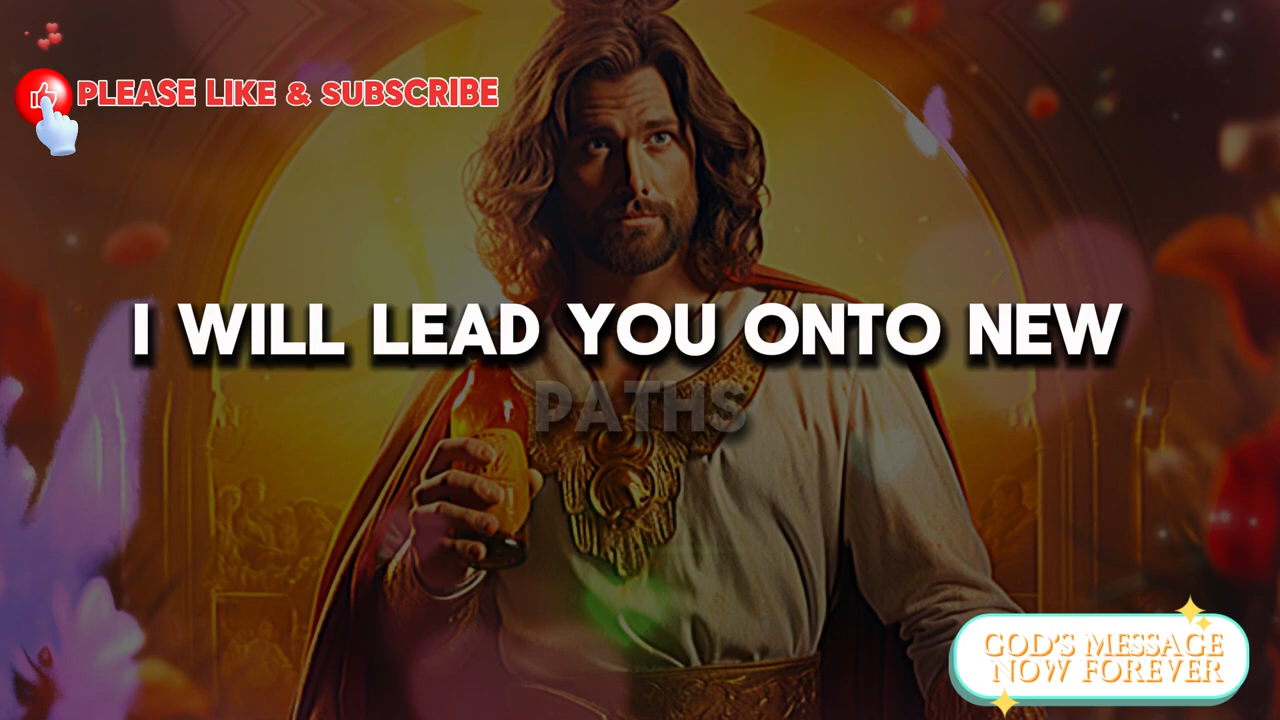 PLEASE LIKE & SUBSCRIBE
I WILL LEAD YOU ONTO NEW
PATHS
GOD'S MESSAGE
NOW FOREVER